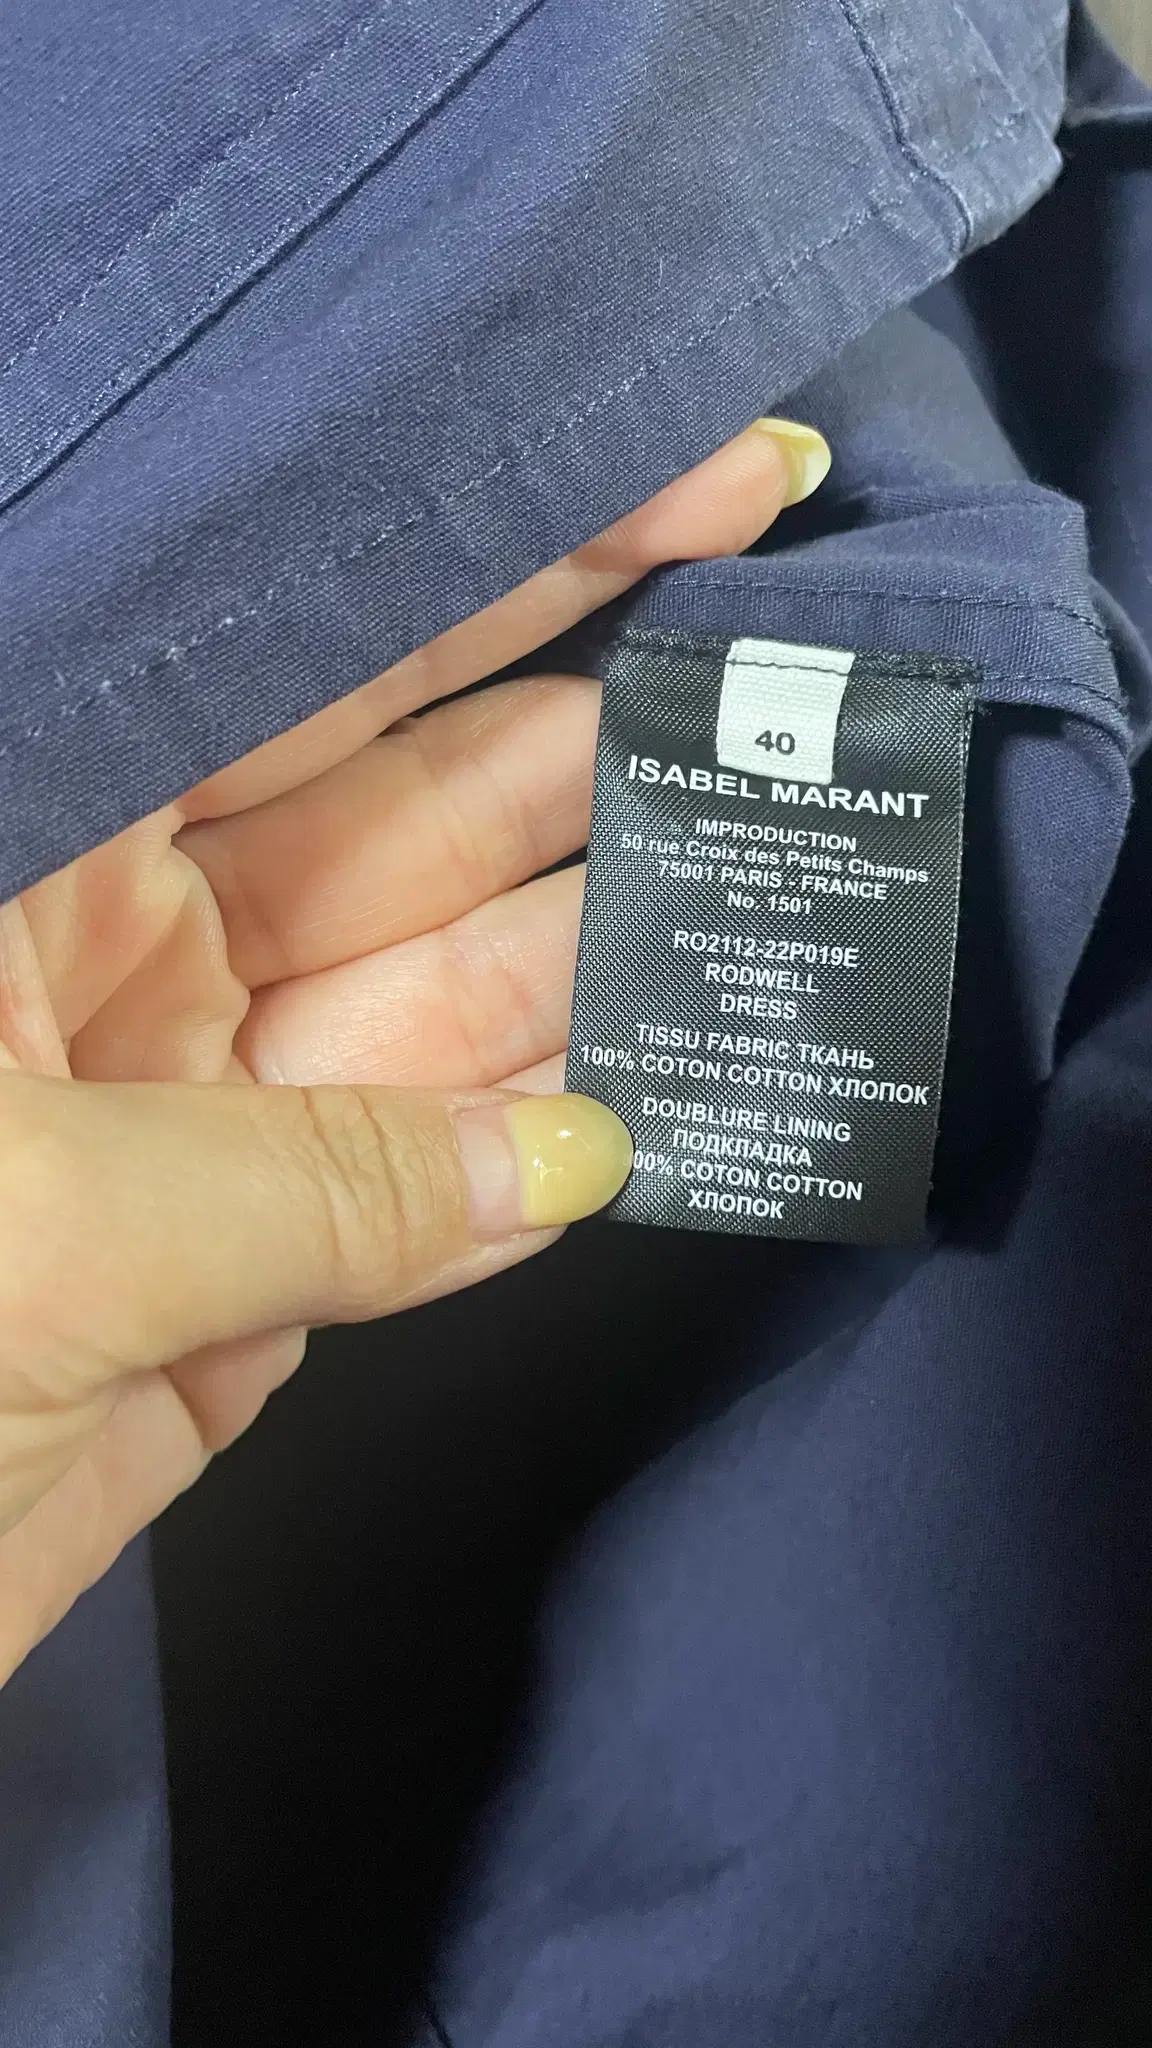 40
ISABEL MARANT
IMPRODUCTION
50 rue Croix des Petits Champs
75001 PARIS - FRANCE
No. 1501
RO2112-22P019E
RODWELL
DRESS
TISSU FABRIC ТКАНЬ
100% COTON COTTON ХЛОПОК
DOUBLURE LINING
ПОДКЛАДКА
00% COTON COTTON
ХЛОПОК